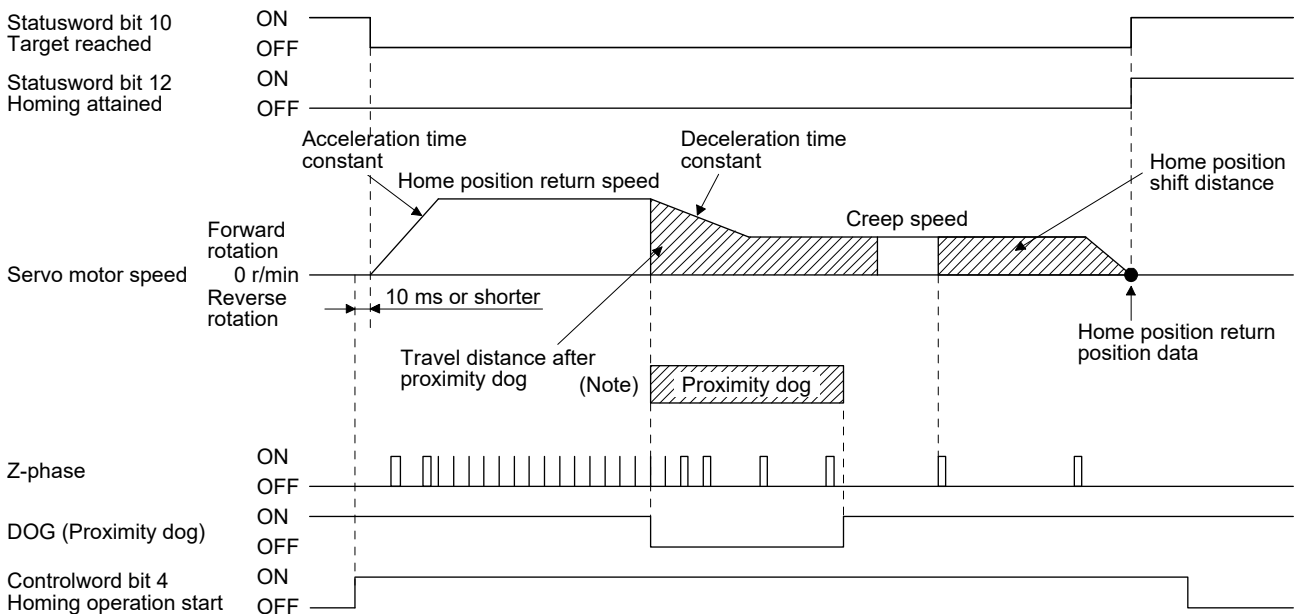 Statusword bit 10
Target reached
ON
OFF
Statusword bit 12
Homing attained
ON
OFF
Acceleration time
constant
Deceleration time
constant
Home position
shift distance
Home position return speed
Creep speed
Forward
rotation
Servo motor speed
0 r/min
Reverse
rotation
10 ms or shorter
Travel distance after
proximity dog
Home position return
position data
(Note)
Proximity dog
Z-phase
ON
OFF
DOG (Proximity dog)
ON
OFF
Controlword bit 4
Homing operation start
ON
OFF